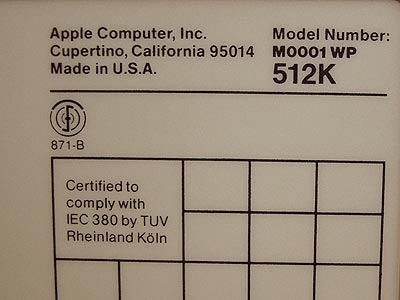 Apple Computer, Inc.
Cupertino, California 95014
Made in U.S.A.
Model Number:
M0001 WP
512K
871-B
Certified to
comply with
IEC 380 by TUV
Rheinland Köln